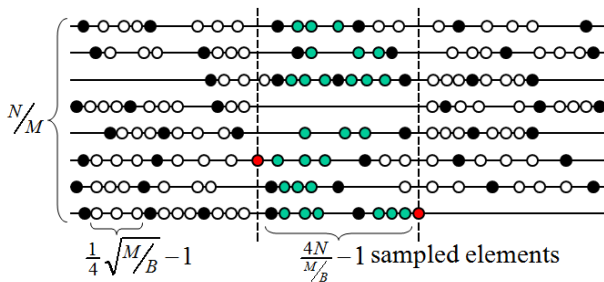 N/M
1/4 √(M/B) −1
4N/(M/B) −1 sampled elements